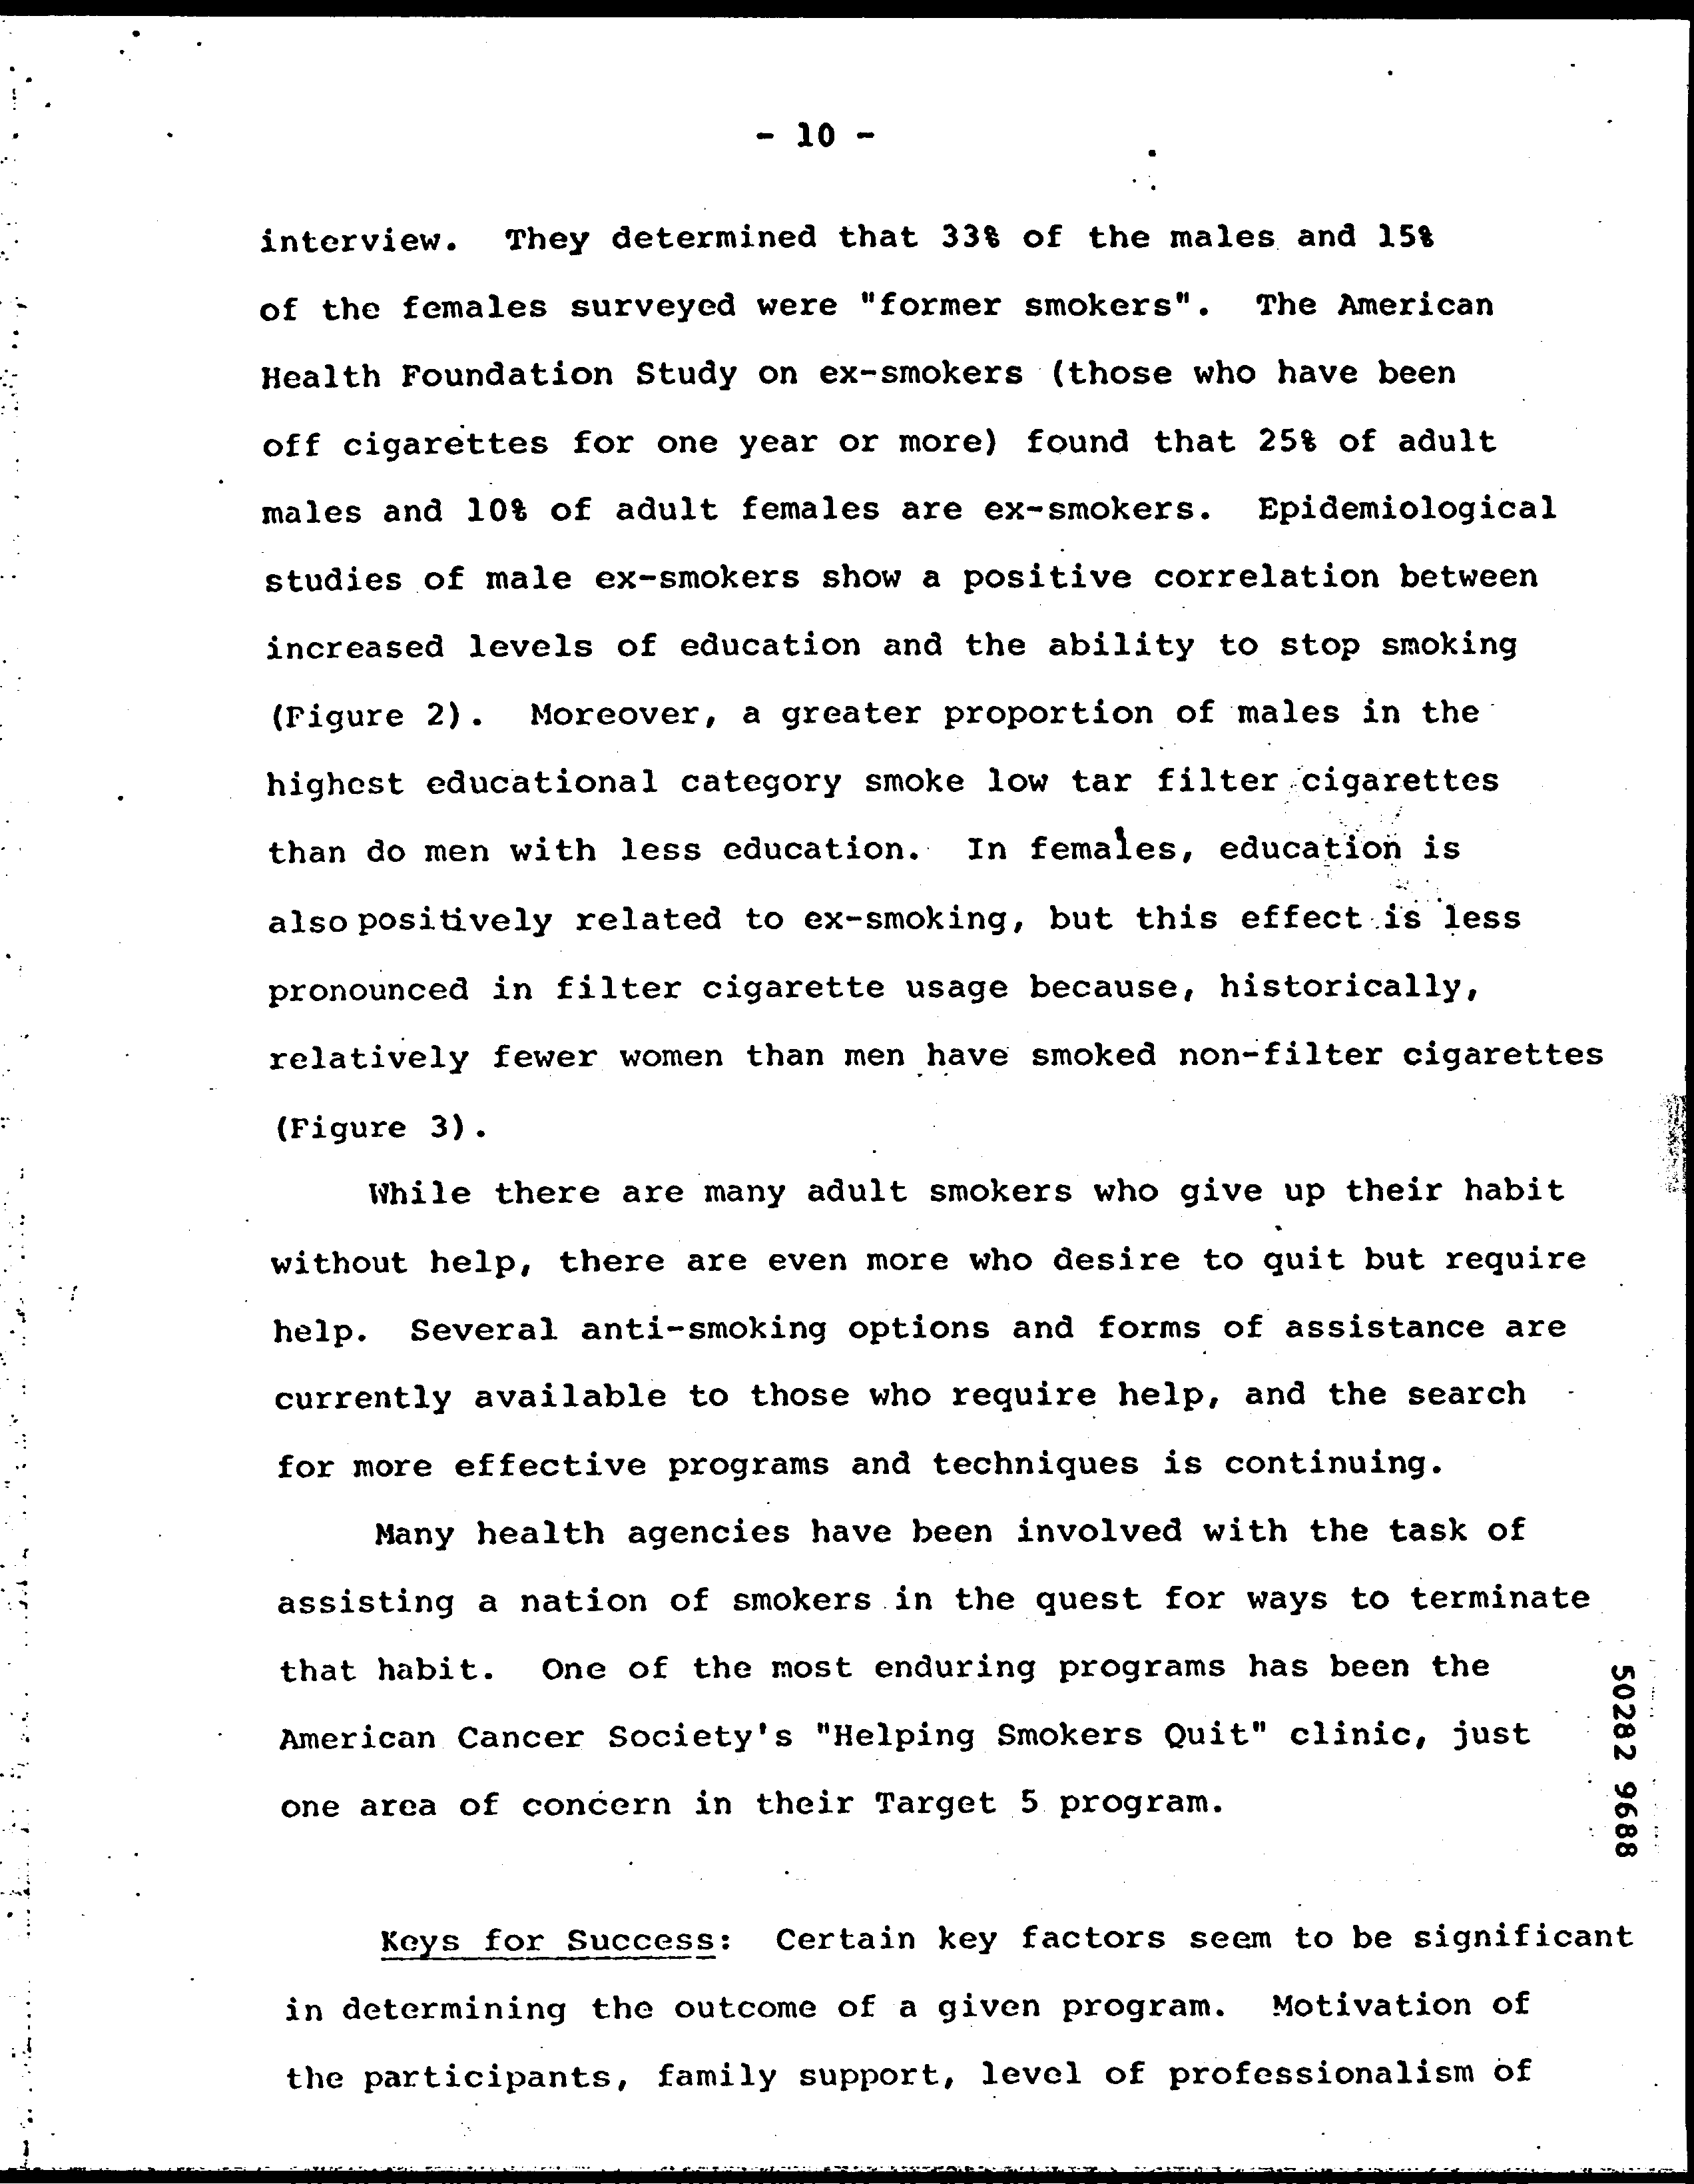 - 10 -
interview.  They determined that 33% of the males and 15%
of the females surveyed were "former smokers".  The American
Health Foundation Study on ex-smokers (those who have been
off cigarettes for one year or more) found that 25% of adult
males and 10% of adult females are ex-smokers.  Epidemiological
studies of male ex-smokers show a positive correlation between
increased levels of education and the ability to stop smoking
(Figure 2).  Moreover, a greater proportion of males in the
highest educational category smoke low tar filter cigarettes
than do men with less education.  In females, education is
also positively related to ex-smoking, but this effect is less
pronounced in filter cigarette usage because, historically,
relatively fewer women than men have smoked non-filter cigarettes
(Figure 3).
While there are many adult smokers who give up their habit
without help, there are even more who desire to quit but require
help.  Several anti-smoking options and forms of assistance are
currently available to those who require help, and the search
for more effective programs and techniques is continuing.
Many health agencies have been involved with the task of
assisting a nation of smokers in the quest for ways to terminate
that habit.  One of the most enduring programs has been the
American Cancer Society's "Helping Smokers Quit" clinic, just
one area of concern in their Target 5 program.
Keys for Success:  Certain key factors seem to be significant
in determining the outcome of a given program.  Motivation of
the participants, family support, level of professionalism of
50282 9688